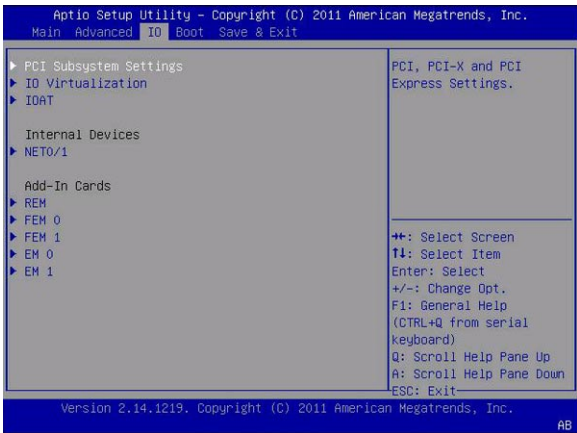 Aptio Setup Utility – Copyright (C) 2011 American Megatrends, Inc.
Main Advanced IO Boot Save & Exit
PCI Subsystem Settings
IO Virtualization
IOAT
Internal Devices
NET0/1
Add-In Cards
REM
FEM 0
FEM 1
EM 0
EM 1
PCI, PCI-X and PCI
Express Settings.
→←: Select Screen
↑↓: Select Item
Enter: Select
+/-: Change Opt.
F1: General Help
(CTRL+Q from serial
keyboard)
Q: Scroll Help Pane Up
A: Scroll Help Pane Down
ESC: Exit
Version 2.14.1219. Copyright (C) 2011 American Megatrends, Inc.
AB